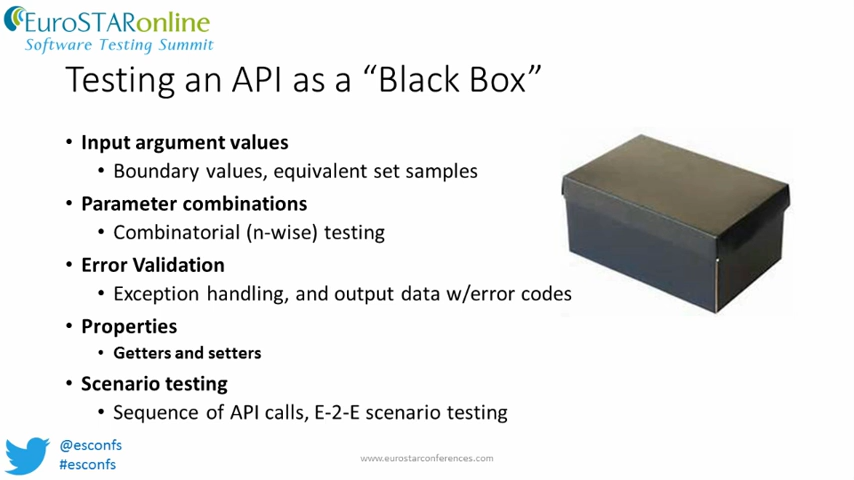 EuroSTARonline
Software Testing Summit
Testing an API as a “Black Box”
• Input argument values
• Boundary values, equivalent set samples
• Parameter combinations
• Combinatorial (n-wise) testing
• Error Validation
• Exception handling, and output data w/error codes
• Properties
• Getters and setters
• Scenario testing
• Sequence of API calls, E-2-E scenario testing
@esconfs
#esconfs
www.eurostarconferences.com